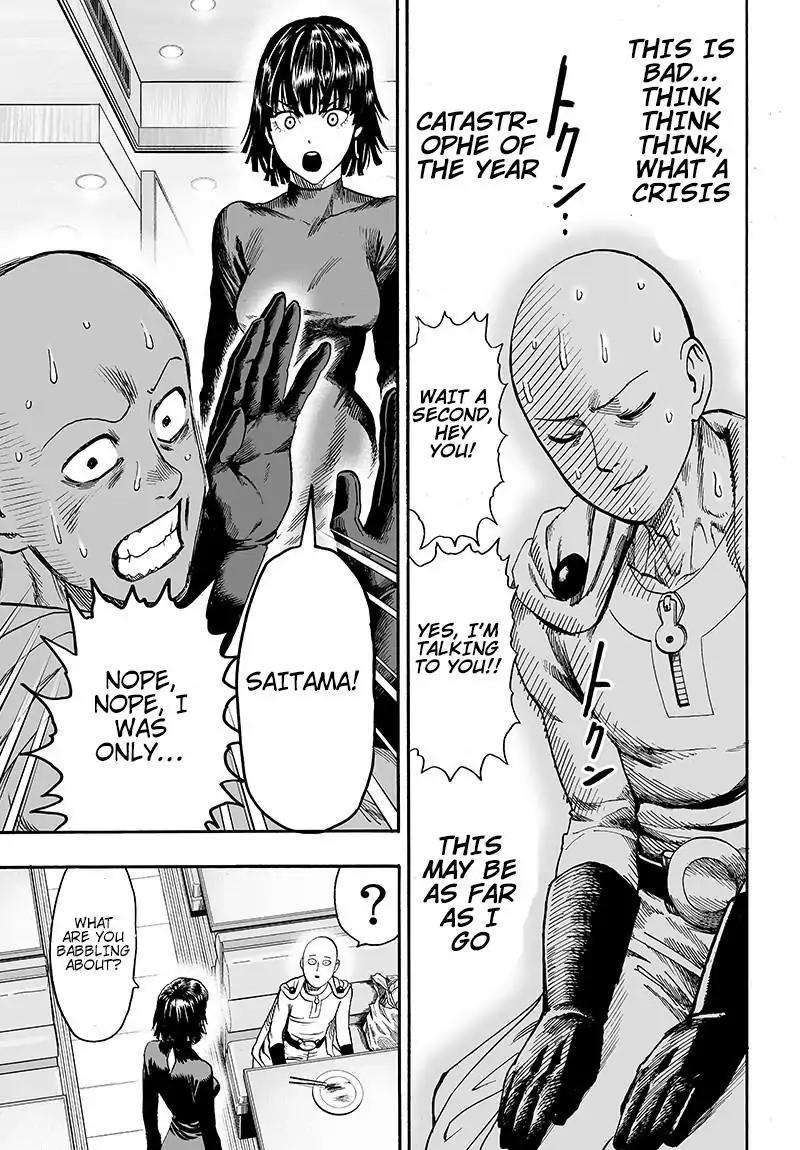 THIS IS
BAD...
THINK
THINK
THINK,
WHAT A
CRISIS
トクン…
CATASTR-
OPHE OF
THE YEAR
WAIT A
SECOND,
HEY
YOU!
YES, I'M
TALKING
TO YOU!!
トクン
THIS
MAY BE
AS FAR
AS I
GO
SAITAMA!
NOPE,
NOPE, I
WAS
ONLY...
?
WHAT
ARE YOU
BABBLING
ABOUT?